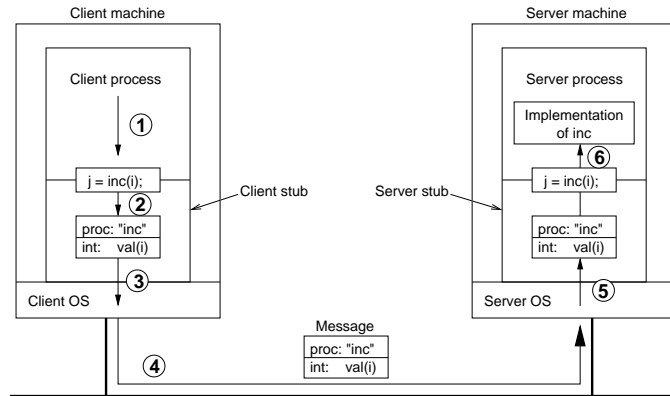 Client machine
Server machine
Client process
Server process
1
Implementation
of inc
6
j = inc(i);
j = inc(i);
Client stub
Server stub
2
proc: "inc"
int: val(i)
proc: "inc"
int: val(i)
3
5
Client OS
Server OS
Message
proc: "inc"
int: val(i)
4